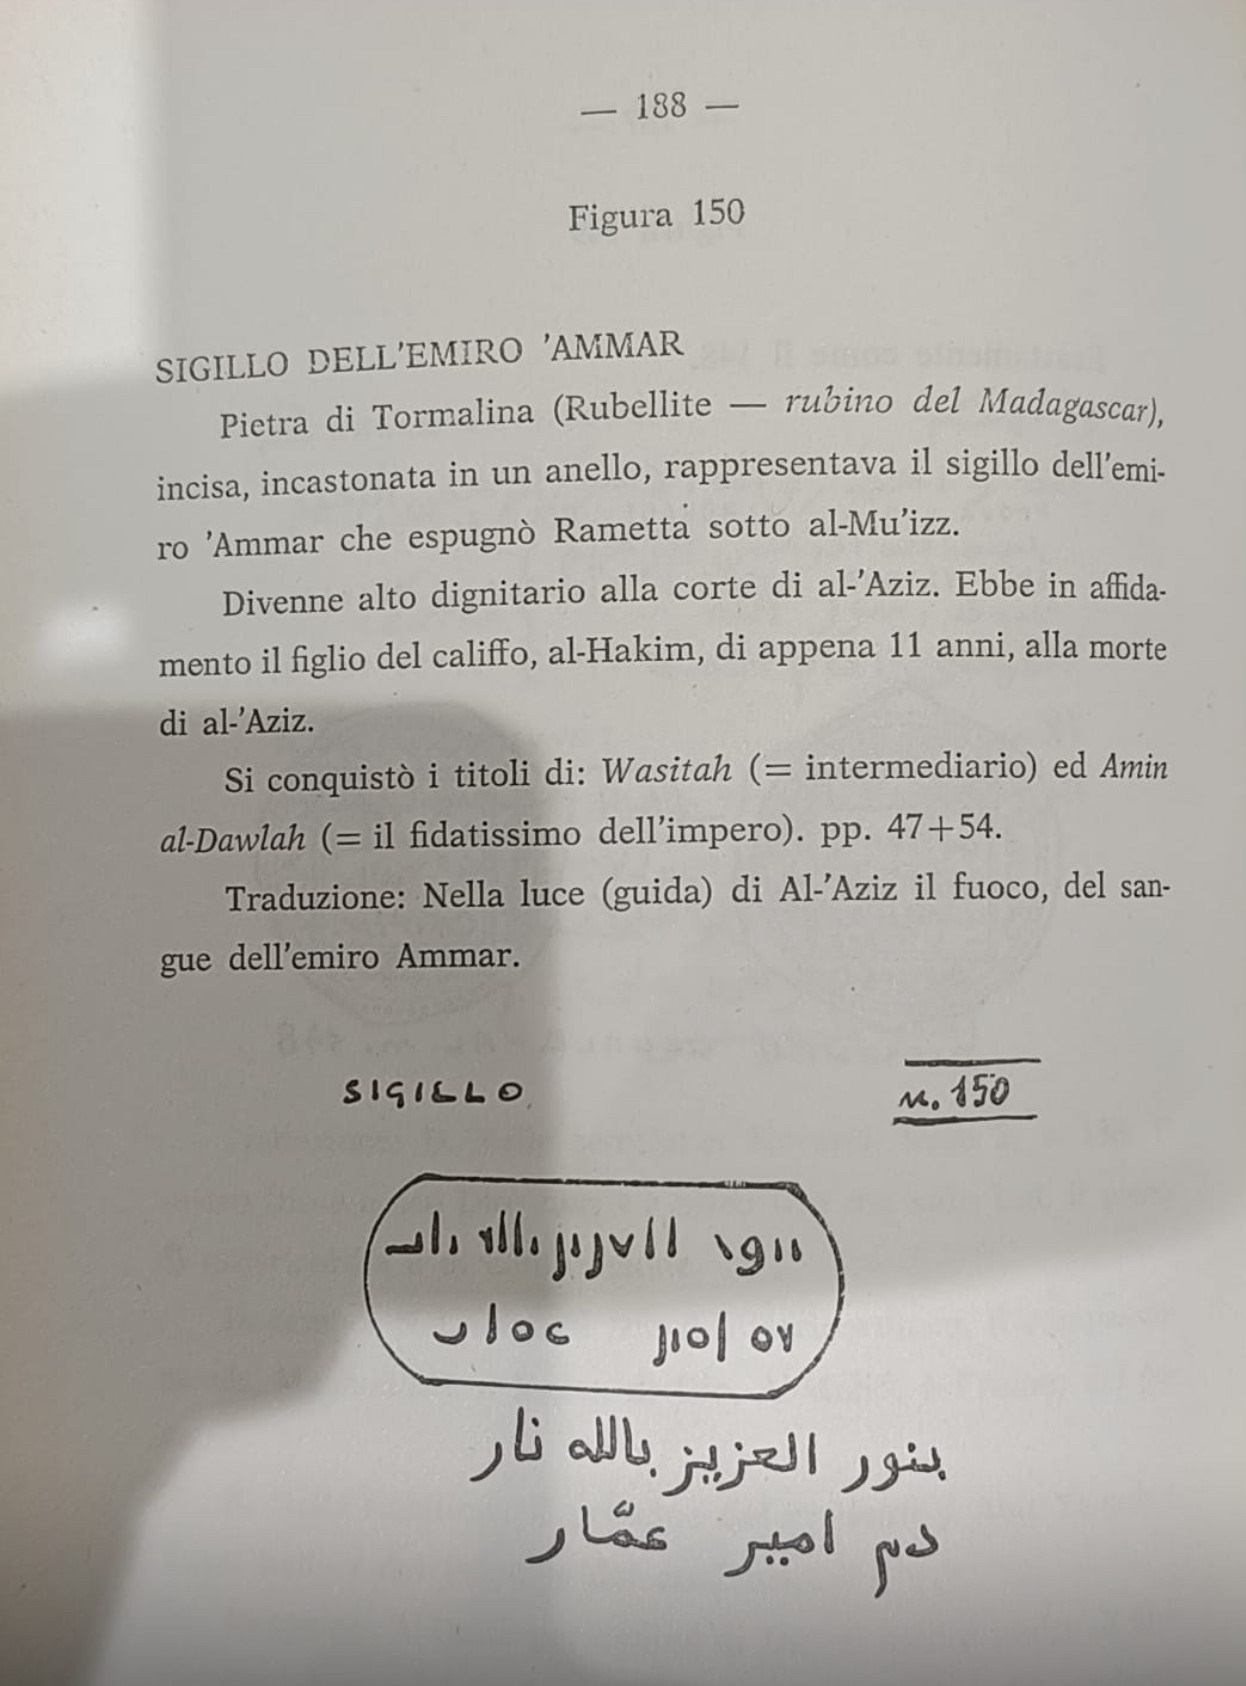 — 188 —
Figura 150
SIGILLO DELL'EMIRO 'AMMAR
Pietra di Tormalina (Rubellite — rubino del Madagascar),
incisa, incastonata in un anello, rappresentava il sigillo dell'emi-
ro 'Ammar che espugnò Rametta sotto al-Mu'izz.
Divenne alto dignitario alla corte di al-'Aziz. Ebbe in affida-
mento il figlio del califfo, al-Hakim, di appena 11 anni, alla morte
di al-'Aziz.
Si conquistò i titoli di: Wasitah (= intermediario) ed Amin
al-Dawlah (= il fidatissimo dell'impero). pp. 47+54.
Traduzione: Nella luce (guida) di Al-'Aziz il fuoco, del san-
gue dell'emiro Ammar.
SIGILLO
n. 150
بنور العزيز بالله نار
دم امير عمّار